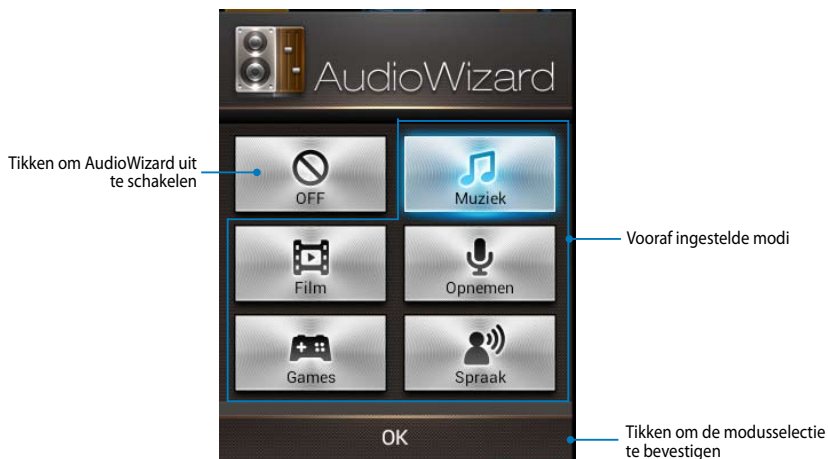 AudioWizard
Tikken om AudioWizard uit
te schakelen
OFF
Muziek
Film
Opnemen
Vooraf ingestelde modi
Games
Spraak
OK
Tikken om de modusselectie
te bevestigen